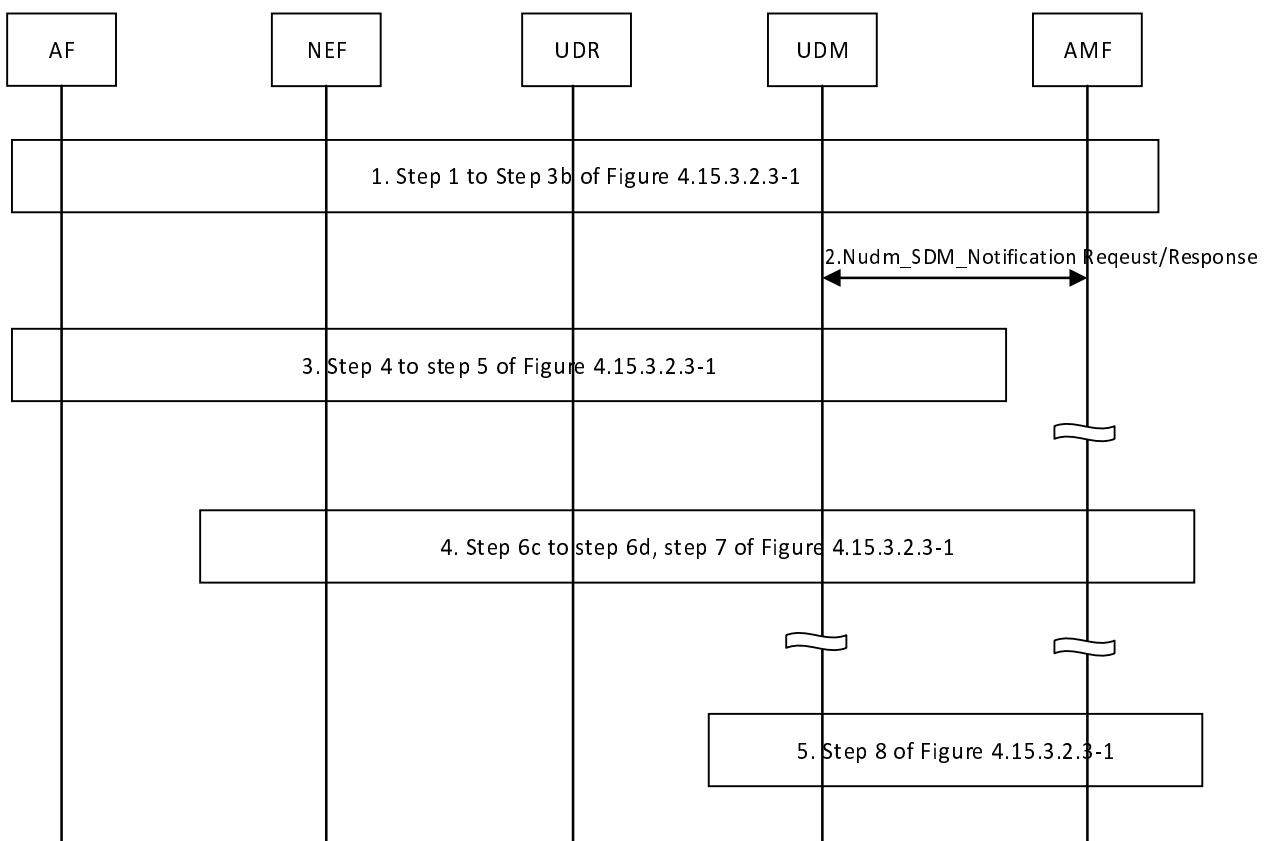 AF
NEF
UDR
UDM
AMF
1. Step 1 to Step 3b of Figure 4.15.3.2.3-1
2.Nudm_SDM_Notification Reqeust/Response
3. Step 4 to step 5 of Figure 4.15.3.2.3-1
4. Step 6c to step 6d, step 7 of Figure 4.15.3.2.3-1
5. Step 8 of Figure 4.15.3.2.3-1